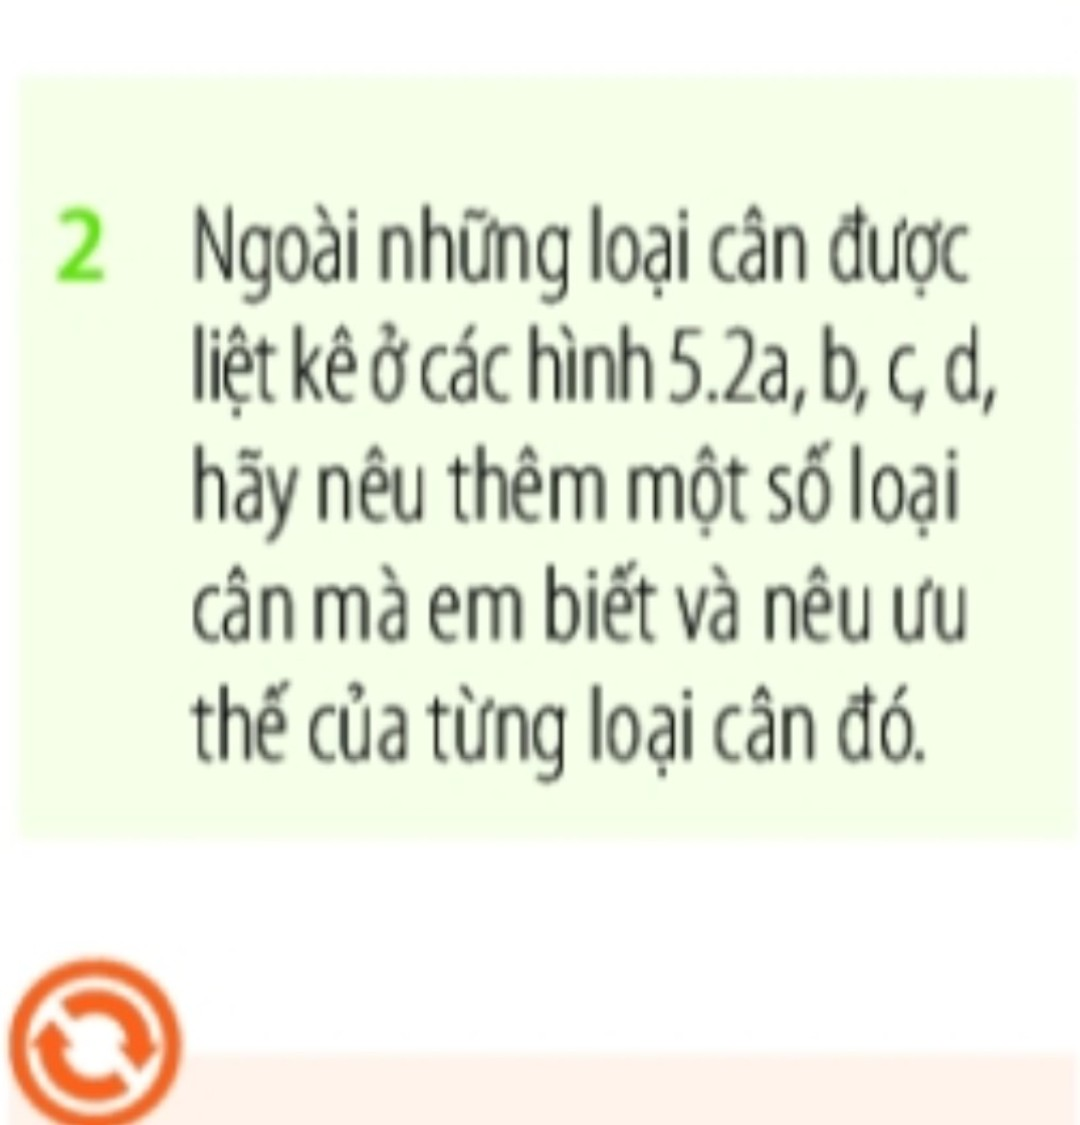 2 Ngoài những loại cân được
liệt kê ở các hình 5.2a, b, c, d,
hãy nêu thêm một số loại
cân mà em biết và nêu ưu
thế của từng loại cân đó.